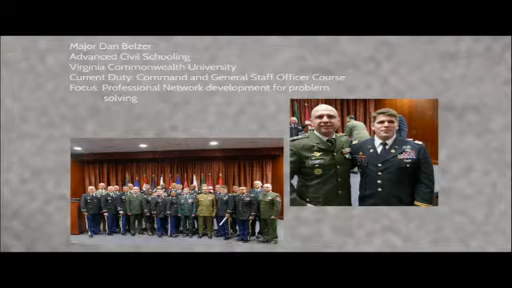 Major Dan Belzer
Advanced Civil Schooling
Virginia Commonwealth University
Current Duty: Command and General Staff Officer Course
Focus: Professional Network development for problem
solving